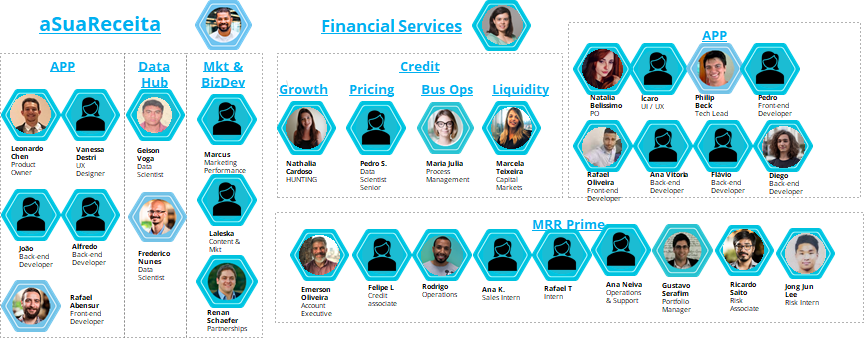 aSuaReceita
APP
Leonardo
Chen
Product
Owner
Vanessa
Destri
UX
Designer
João
Back-end
Developer
Alfredo
Back-end
Developer
Rafael
Abensur
Front-end
Developer
Data
Hub
Geison
Voga
Data
Scientist
Frederico
Nunes
Data
Scientist
Mkt &
BizDev
Marcus
Marketing
Performance
Laleska
Content &
Mkt
Renan
Schaefer
Partnerships
Financial Services
Credit
Growth
Nathalia
Cardoso
HUNTING
Pricing
Pedro S.
Data
Scientist
Senior
Bus Ops
Maria Julia
Process
Management
Liquidity
Marcela
Teixeira
Capital
Markets
APP
Natalia
Belissimo
PO
Ícaro
UI / UX
Philip
Beck
Tech Lead
Pedro
Front-end
Developer
Rafael
Oliveira
Front-end
Developer
Ana Vitoria
Back-end
Developer
Flávio
Back-end
Developer
Diego
Back-end
Developer
MRR Prime
Emerson
Oliveira
Account
Executive
Felipe L
Credit
associate
Rodrigo
Operations
Ana K.
Sales Intern
Rafael T
Intern
Ana Neiva
Operations
& Support
Gustavo
Serafim
Portfolio
Manager
Ricardo
Saito
Risk
Associate
Jong Jun
Lee
Risk Intern